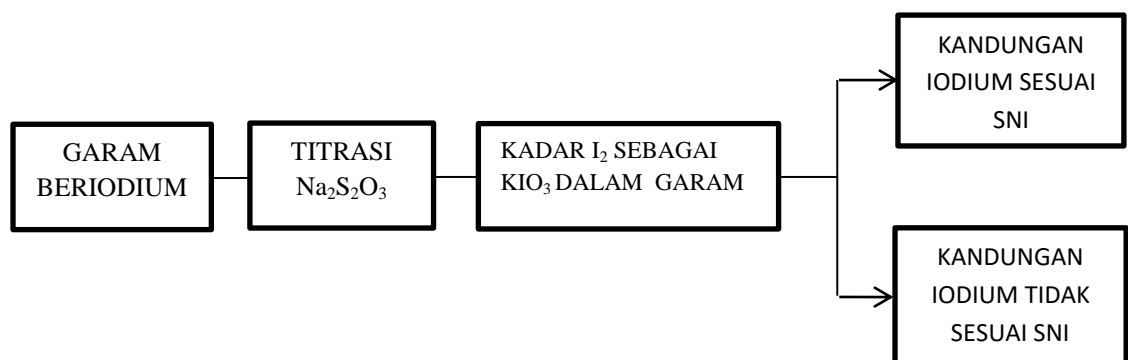 GARAM
BERIODIUM
TITRASI
Na₂S₂O₃
KADAR I₂ SEBAGAI
KIO₃ DALAM GARAM
KANDUNGAN
IODIUM SESUAI
SNI
KANDUNGAN
IODIUM TIDAK
SESUAI SNI